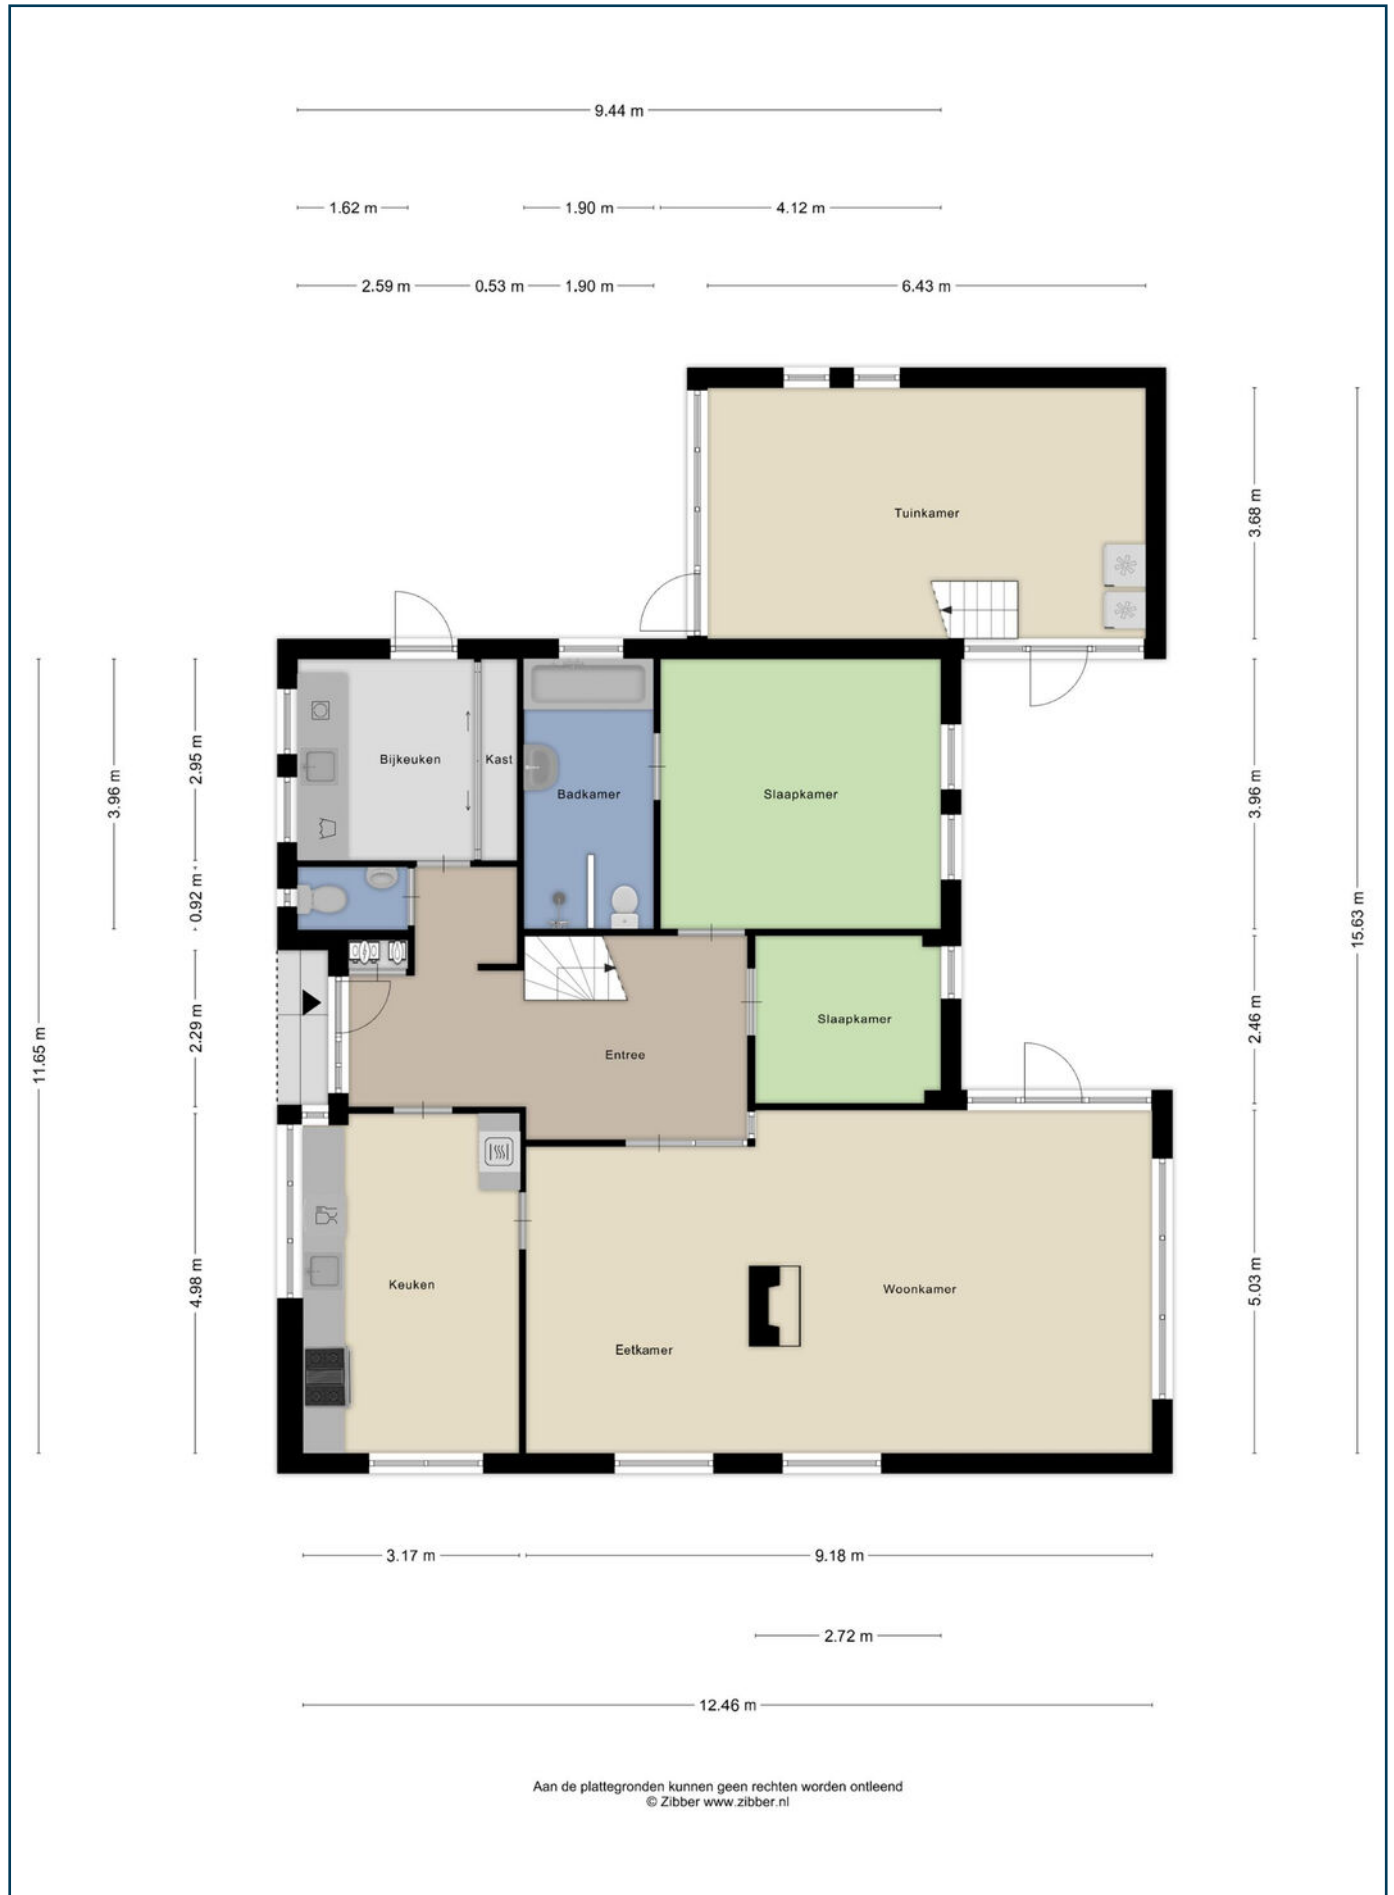 9.44 m
1.62 m
1.90 m
4.12 m
2.59 m
0.53 m
1.90 m
6.43 m
3.68 m
Tuinkamer
15.63 m
11.65 m
3.96 m
2.95 m
0.92 m
Bijkeuken
Kast
Badkamer
Slaapkamer
3.96 m
2.29 m
Entree
Slaapkamer
2.46 m
4.98 m
Keuken
Eetkamer
Woonkamer
5.03 m
3.17 m
9.18 m
2.72 m
12.46 m
Aan de plattegronden kunnen geen rechten worden ontleend
© Zibber www.zibber.nl